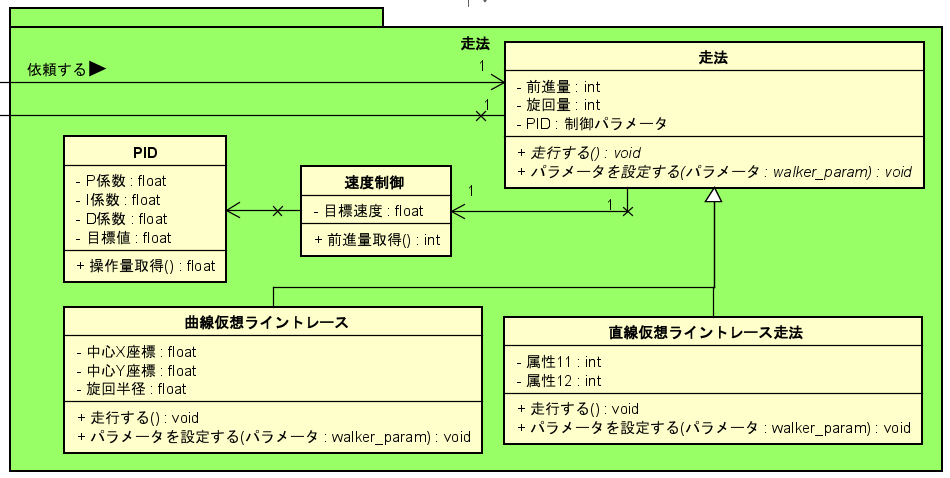 走法
依頼する▶
1
1
走法
- 前進量 : int
- 旋回量 : int
- PID : 制御パラメータ
+ 走行する() : void
+ パラメータを設定する(パラメータ : walker_param) : void
PID
- P係数 : float
- I係数 : float
- D係数 : float
- 目標値 : float
+ 操作量取得() : float
速度制御
- 目標速度 : float
+ 前進量取得() : int
1
1
曲線仮想ライントレース
- 中心X座標 : float
- 中心Y座標 : float
- 旋回半径 : float
+ 走行する() : void
+ パラメータを設定する(パラメータ : walker_param) : void
直線仮想ライントレース走法
- 属性11 : int
- 属性12 : int
+ 走行する() : void
+ パラメータを設定する(パラメータ : walker_param) : void